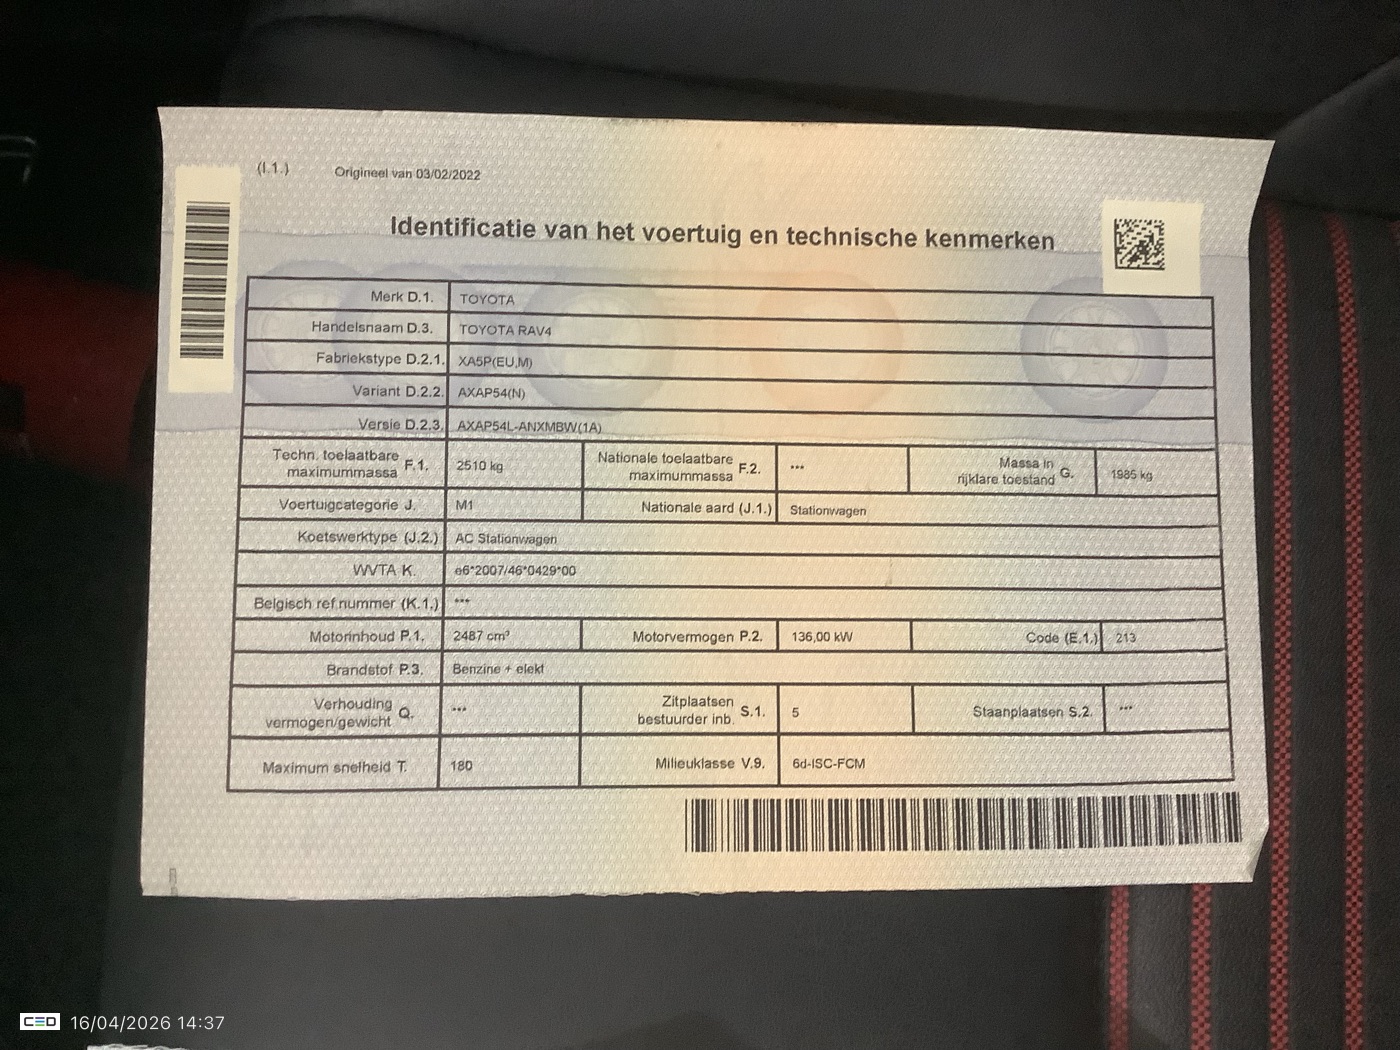 (I.1.) Origineel van 03/02/2022
Identificatie van het voertuig en technische kenmerken
Merk D.1. TOYOTA
Handelsnaam D.3. TOYOTA RAV4
Fabriekstype D.2.1. XA5P(EU,M)
Variant D.2.2. AXAP54(N)
Versie D.2.3. AXAP54L-ANXMBW(1A)
Techn. toelaatbare maximummassa F.1. 2510 kg Nationale toelaatbare maximummassa F.2. *** Massa in rijklare toestand G. 1985 kg
Voertuigcategorie J. M1 Nationale aard (J.1.) Stationwagen
Koetswerktype (J.2.) AC Stationwagen
WVTA K. e6*2007/46*0429*00
Belgisch ref.nummer (K.1.) ***
Motorinhoud P.1. 2487 cm³ Motorvermogen P.2. 136,00 kW Code (E.1.) 213
Brandstof P.3. Benzine + elekt
Verhouding vermogen/gewicht Q. *** Zitplaatsen bestuurder inb. S.1. 5 Staanplaatsen S.2. ***
Maximum snelheid T. 180 Milieuklasse V.9. 6d-ISC-FCM
CED 16/04/2026 14:37